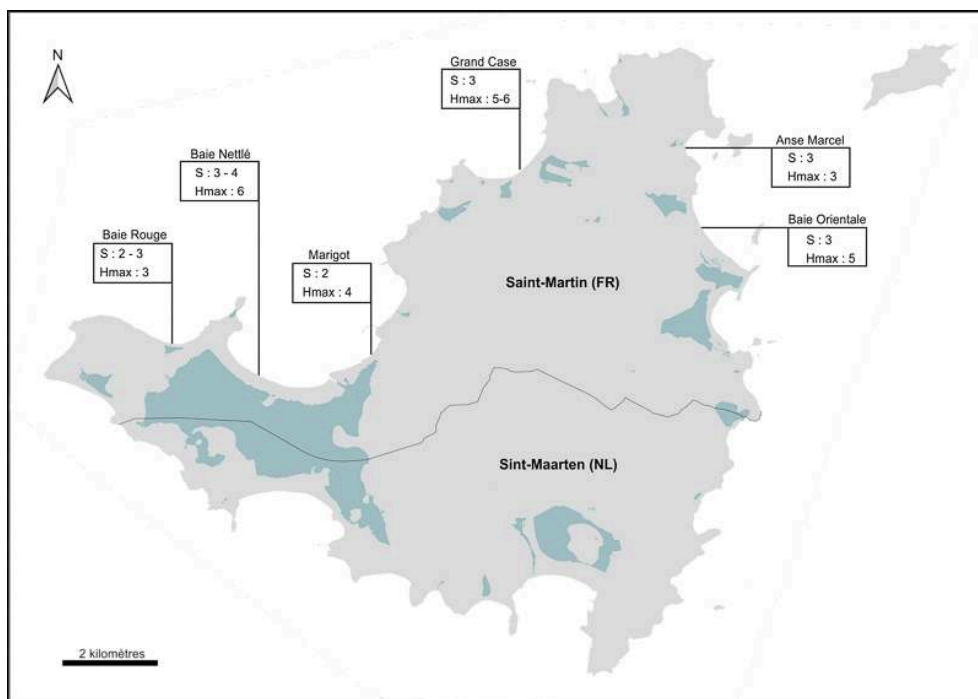 N
Grand Case
S : 3
Hmax : 5-6
Baie Nettlé
S : 3 - 4
Hmax : 6
Anse Marcel
S : 3
Hmax : 3
Baie Orientale
S : 3
Hmax : 5
Baie Rouge
S : 2 - 3
Hmax : 3
Marigot
S : 2
Hmax : 4
Saint-Martin (FR)
Sint-Maarten (NL)
2 kilomètres